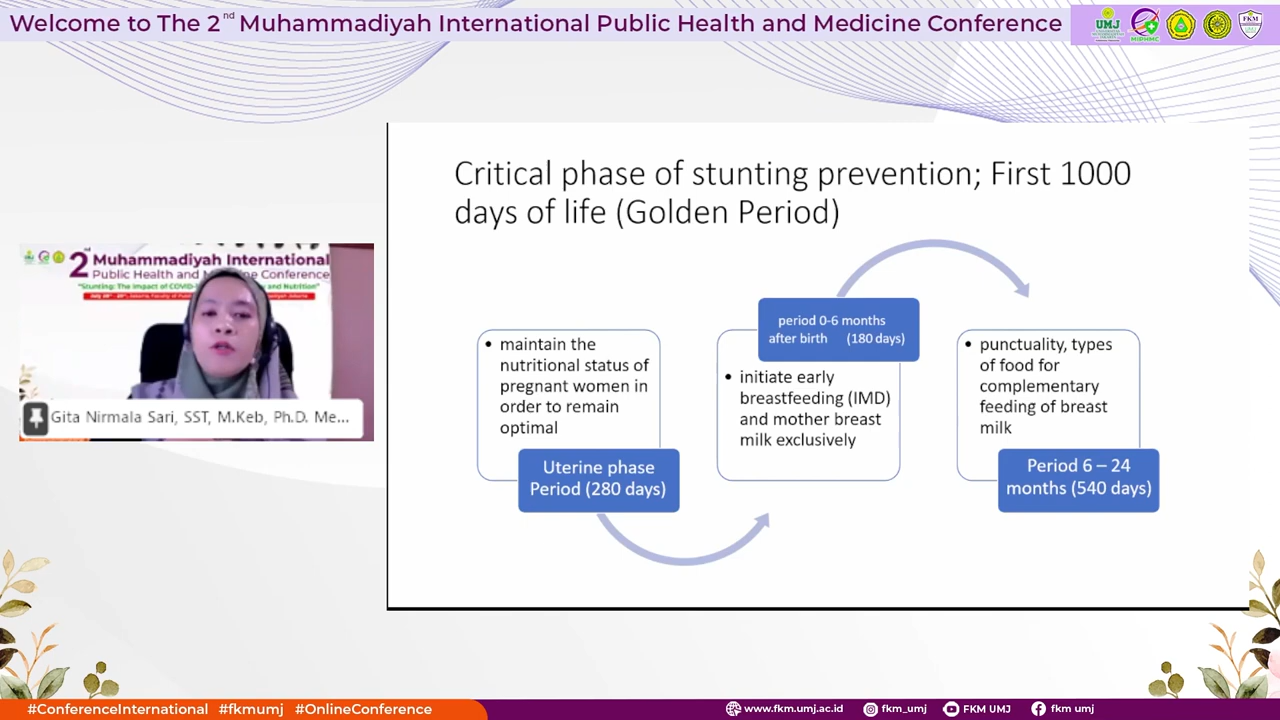 Welcome to The 2nd Muhammadiyah International Public Health and Medicine Conference
UMJ
MIPHMC
FKM
Critical phase of stunting prevention; First 1000
days of life (Golden Period)
2nd Muhammadiyah International
Public Health and Medicine Conference
Gita Nirmala Sari, SST, M.Keb, Ph.D. Me...
• maintain the
nutritional status of
pregnant women in
order to remain
optimal
Uterine phase
Period (280 days)
period 0-6 months
after birth (180 days)
• initiate early
breastfeeding (IMD)
and mother breast
milk exclusively
• punctuality, types
of food for
complementary
feeding of breast
milk
Period 6 – 24
months (540 days)
#ConferenceInternational #fkmumj #OnlineConference
www.fkm.umj.ac.id fkm_umj FKM UMJ fkm umj